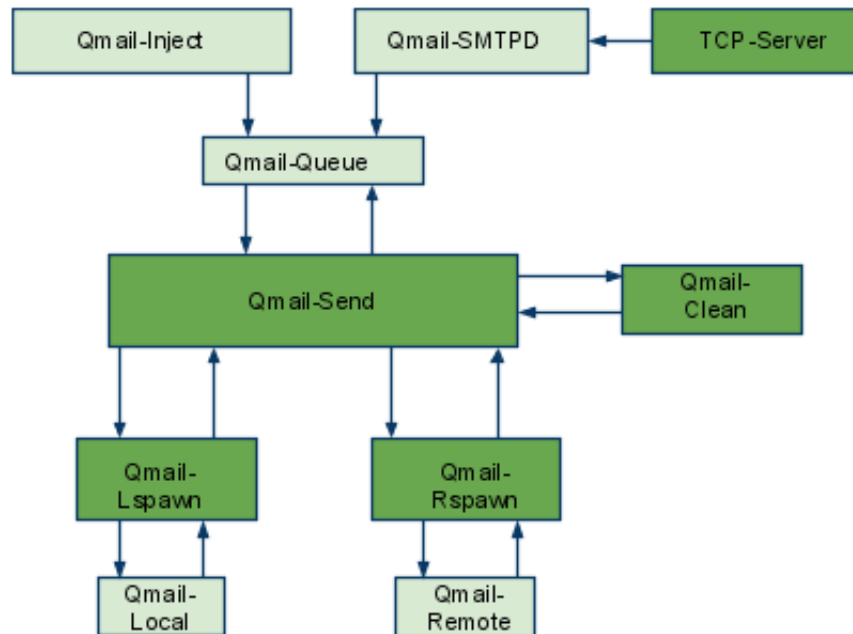 Qmail-Inject
Qmail-SMTPD
TCP-Server
Qmail-Queue
Qmail-Send
Qmail-
Clean
Qmail-
Lspawn
Qmail-
Rspawn
Qmail-
Local
Qmail-
Remote